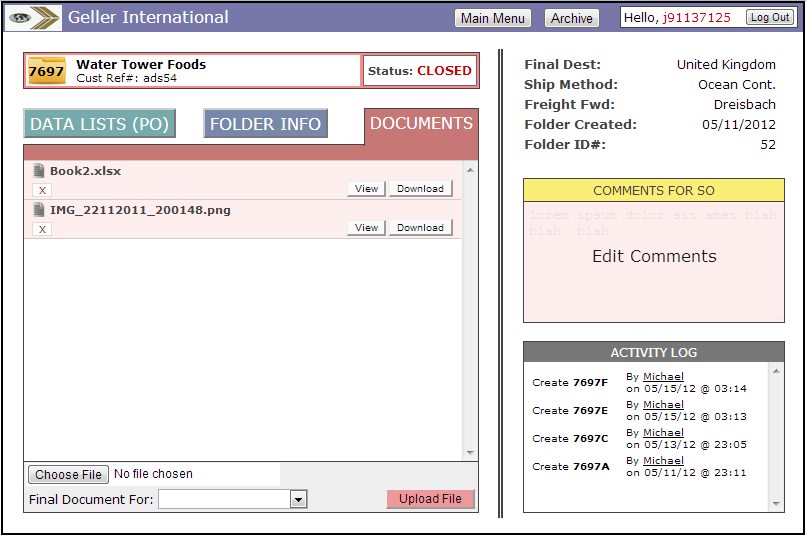 Geller International
Main Menu
Archive
Hello, j91137125
Log Out
7697
Water Tower Foods
Cust Ref#: ads54
Status: CLOSED
DATA LISTS (PO)
FOLDER INFO
DOCUMENTS
Book2.xlsx
X
View
Download
IMG_22112011_200148.png
X
View
Download
Choose File
No file chosen
Final Document For:
Upload File
Final Dest: United Kingdom
Ship Method: Ocean Cont.
Freight Fwd: Dreisbach
Folder Created: 05/11/2012
Folder ID#: 52
COMMENTS FOR SO
lorem ipsum dolor sit amet blah
blah blah
Edit Comments
ACTIVITY LOG
Create 7697F
By Michael
on 05/15/12 @ 03:14
Create 7697E
By Michael
on 05/15/12 @ 03:13
Create 7697C
By Michael
on 05/13/12 @ 23:05
Create 7697A
By Michael
on 05/11/12 @ 23:11